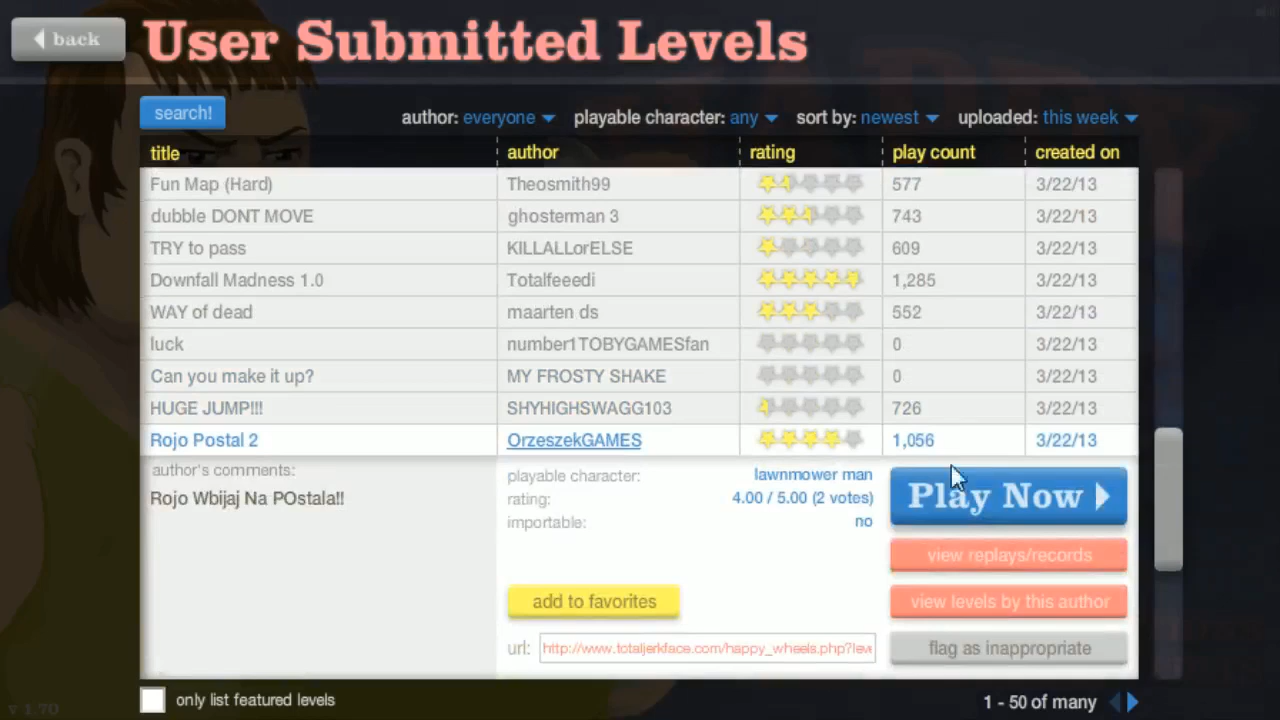 back
User Submitted Levels
search!
author: everyone playable character: any sort by: newest uploaded: this week
title author rating play count created on
Fun Map (Hard) Theosmith99 577 3/22/13
dubble DONT MOVE ghosterman 3 743 3/22/13
TRY to pass KILLALLorELSE 609 3/22/13
Downfall Madness 1.0 Totalfeeedi 1,285 3/22/13
WAY of dead maarten ds 552 3/22/13
luck number1TOBYGAMESfan 0 3/22/13
Can you make it up? MY FROSTY SHAKE 0 3/22/13
HUGE JUMP!!! SHYHIGHSWAGG103 726 3/22/13
Rojo Postal 2 OrzeszekGAMES 1,056 3/22/13
author's comments:
Rojo Wbijaj Na POstala!!
playable character: lawnmower man
rating: 4.00 / 5.00 (2 votes)
importable: no
Play Now
view replays/records
add to favorites
view levels by this author
url: http://www.totaljerkface.com/happy_wheels.php?leve
flag as inappropriate
only list featured levels
1 - 50 of many
v 1.70